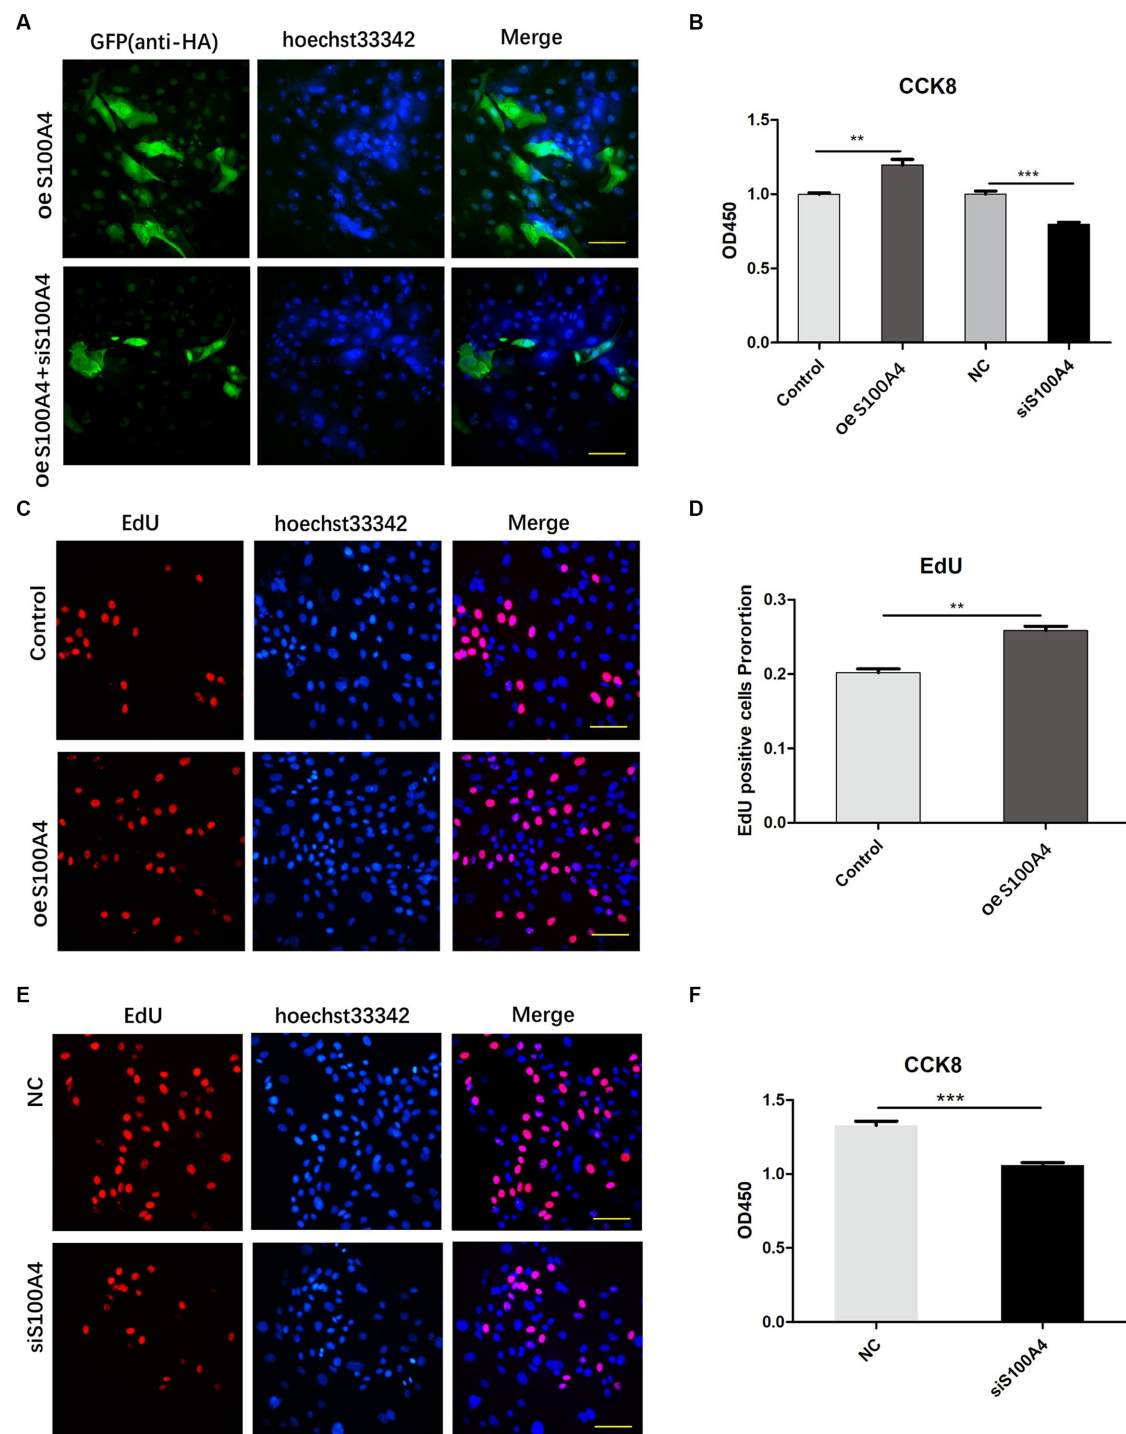 A
GFP(anti-HA) hoechst33342 Merge
oe S100A4
oe S100A4+siS100A4
B
CCK8
OD450
1.5
1.0
0.5
0.0
** ***
Control oe S100A4 NC siS100A4
C
EdU hoechst33342 Merge
Control
oe S100A4
D
EdU
EdU positive cells Prorortion
0.3
0.2
0.1
0.0
**
Control oe S100A4
E
EdU hoechst33342 Merge
NC
siS100A4
F
CCK8
OD450
1.5
1.0
0.5
0.0
***
NC siS100A4